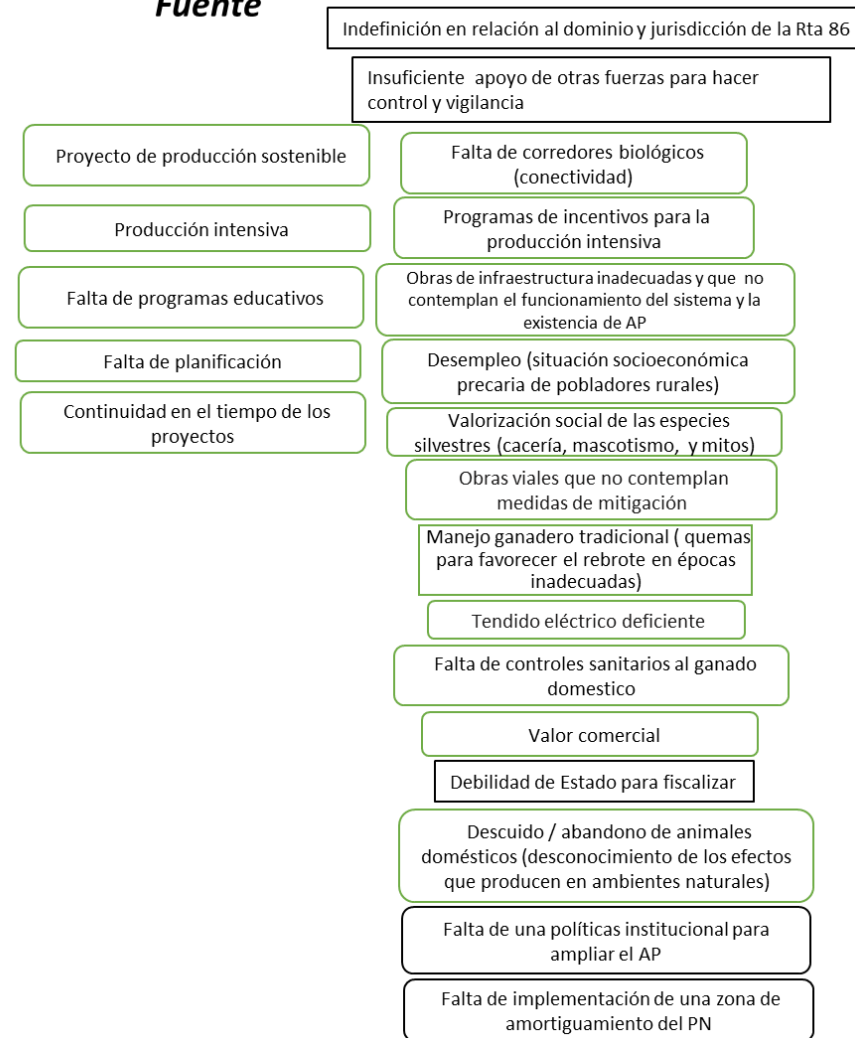 Fuente
Indefinición en relación al dominio y jurisdicción de la Rta 86
Insuficiente apoyo de otras fuerzas para hacer
control y vigilancia
Proyecto de producción sostenible
Producción intensiva
Falta de programas educativos
Falta de planificación
Continuidad en el tiempo de los
proyectos
Falta de corredores biológicos
(conectividad)
Programas de incentivos para la
producción intensiva
Obras de infraestructura inadecuadas y que no
contemplan el funcionamiento del sistema y la
existencia de AP
Desempleo (situación socioeconómica
precaria de pobladores rurales)
Valorización social de las especies
silvestres (cacería, mascotismo, y mitos)
Obras viales que no contemplan
medidas de mitigación
Manejo ganadero tradicional ( quemas
para favorecer el rebrote en épocas
inadecuadas)
Tendido eléctrico deficiente
Falta de controles sanitarios al ganado
domestico
Valor comercial
Debilidad de Estado para fiscalizar
Descuido / abandono de animales
domésticos (desconocimiento de los efectos
que producen en ambientes naturales)
Falta de una políticas institucional para
ampliar el AP
Falta de implementación de una zona de
amortiguamiento del PN